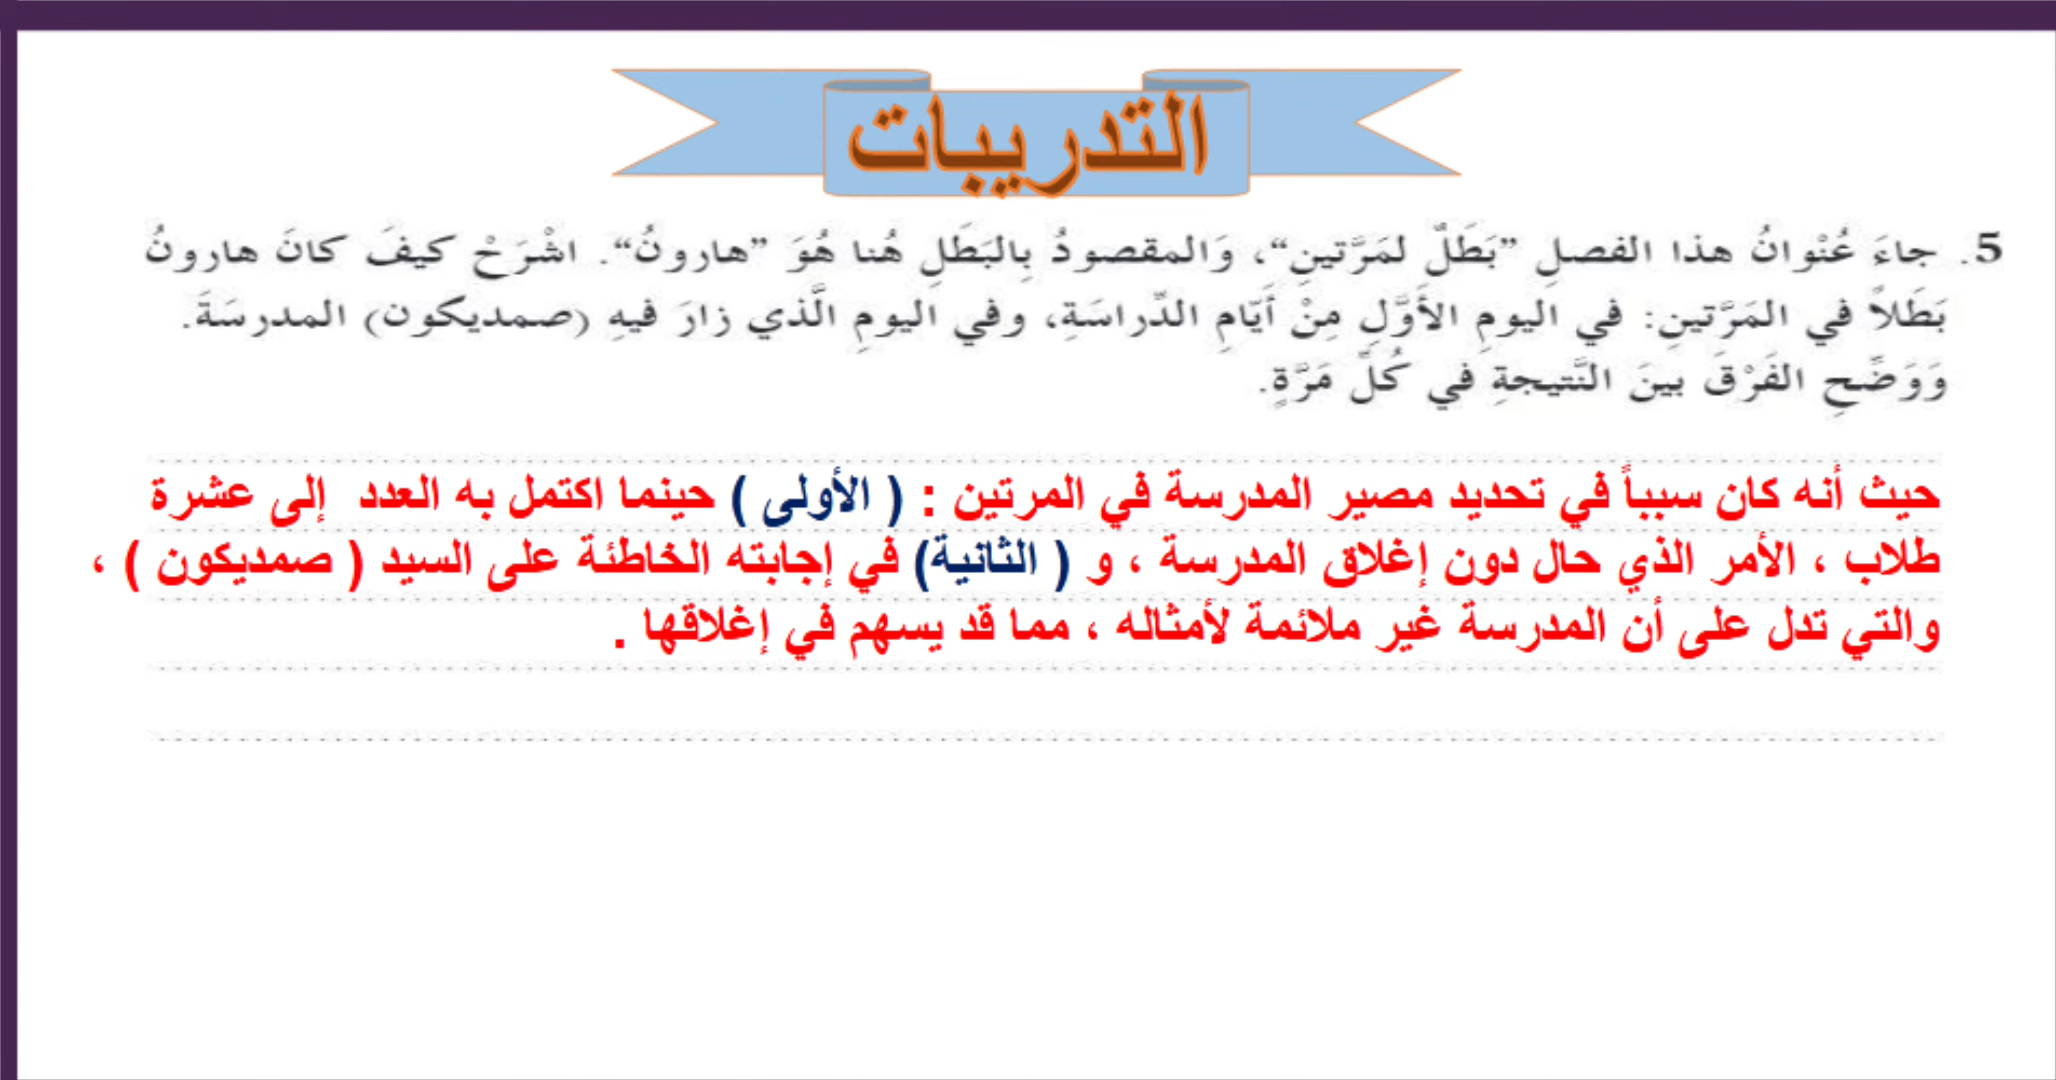 التدريبات
5. جاءَ عُنْوانُ هذا الفصلِ ”بَطَلٌ لمَرَّتينِ“، وَالمقصودُ بِالبَطَلِ هُنا هُوَ ”هارونُ“. اشْرَحْ كيفَ كانَ هارونُ
بَطَلاً في المَرَّتينِ: في اليومِ الأَوَّلِ مِنْ أَيّامِ الدِّراسَةِ، وفي اليومِ الَّذي زارَ فيهِ (صمديكون) المدرسَةَ.
وَوَضِّحِ الفَرْقَ بينَ النَّتيجةِ في كُلِّ مَرَّةٍ.
حيث أنه كان سبباً في تحديد مصير المدرسة في المرتين : ( الأولى ) حينما اكتمل به العدد إلى عشرة
طلاب ، الأمر الذي حال دون إغلاق المدرسة ، و ( الثانية) في إجابته الخاطئة على السيد ( صمديكون ) ،
والتي تدل على أن المدرسة غير ملائمة لأمثاله ، مما قد يسهم في إغلاقها .